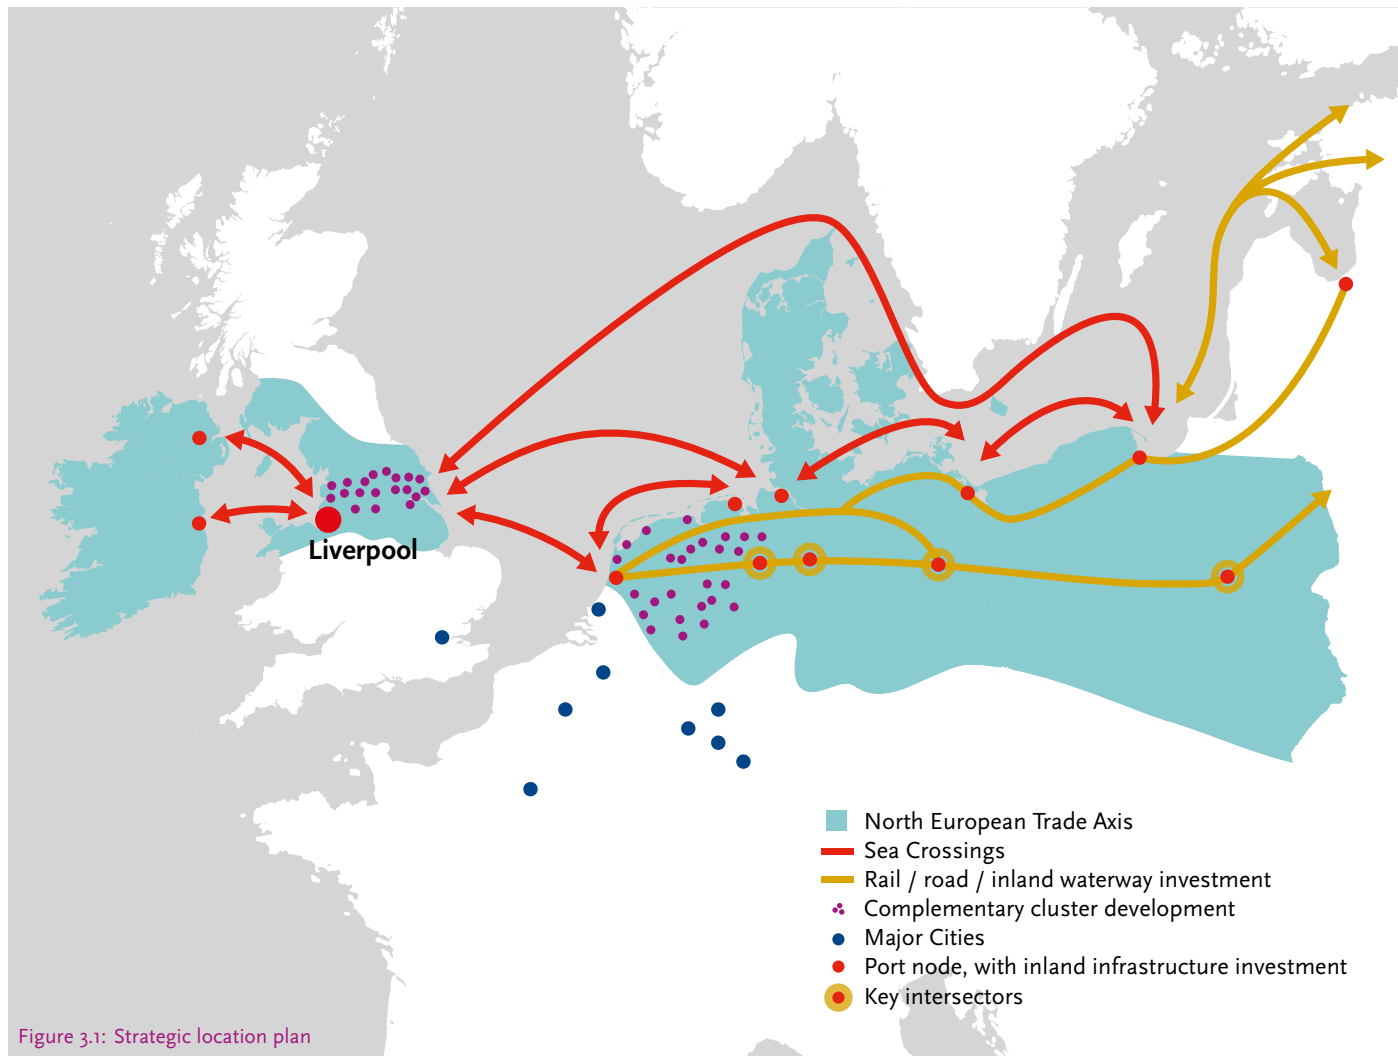 Liverpool
North European Trade Axis
Sea Crossings
Rail / road / inland waterway investment
Complementary cluster development
Major Cities
Port node, with inland infrastructure investment
Key intersectors
Figure 3.1: Strategic location plan